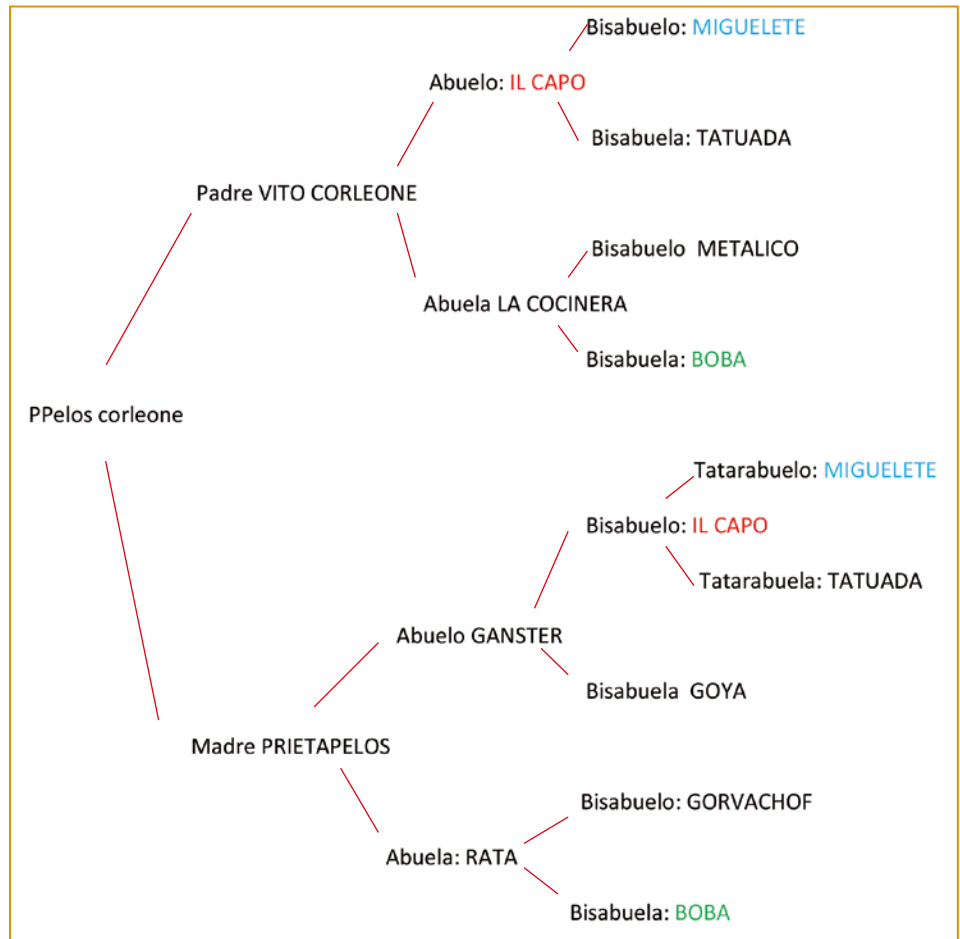 Bisabuelo: MIGUELETE
Abuelo: IL CAPO
Bisabuela: TATUADA
Padre VITO CORLEONE
Bisabuelo METALICO
Abuela LA COCINERA
Bisabuela: BOBA
PPelos corleone
Tatarabuelo: MIGUELETE
Bisabuelo: IL CAPO
Tatarabuela: TATUADA
Abuelo GANSTER
Bisabuela GOYA
Madre PRIETAPELOS
Bisabuelo: GORVACHOF
Abuela: RATA
Bisabuela: BOBA